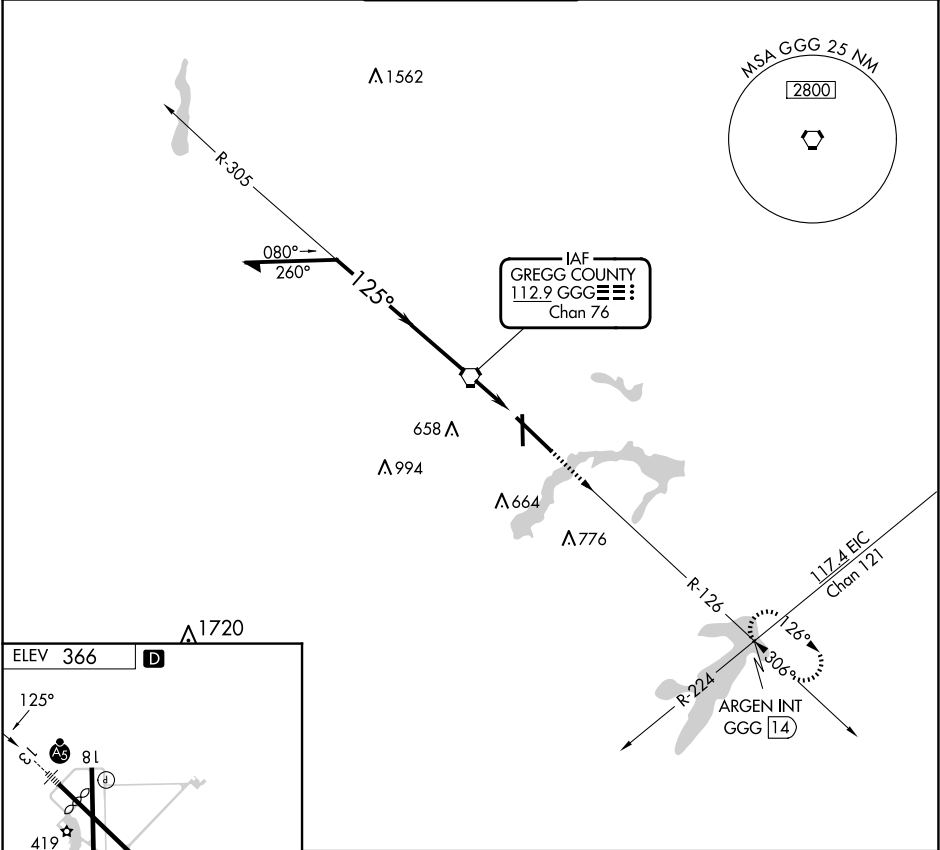 MSA GGG 25 NM
2800
1562
R-305
080°
260°
125°
IAF
GREGG COUNTY
112.9 GGG
Chan 76
658
994
664
776
117.4 EIC
Chan 121
R-126
126°
306°
R-224
ARGEN INT
GGG 14
1720
ELEV 366
D
125°
A5
13
18
P
419